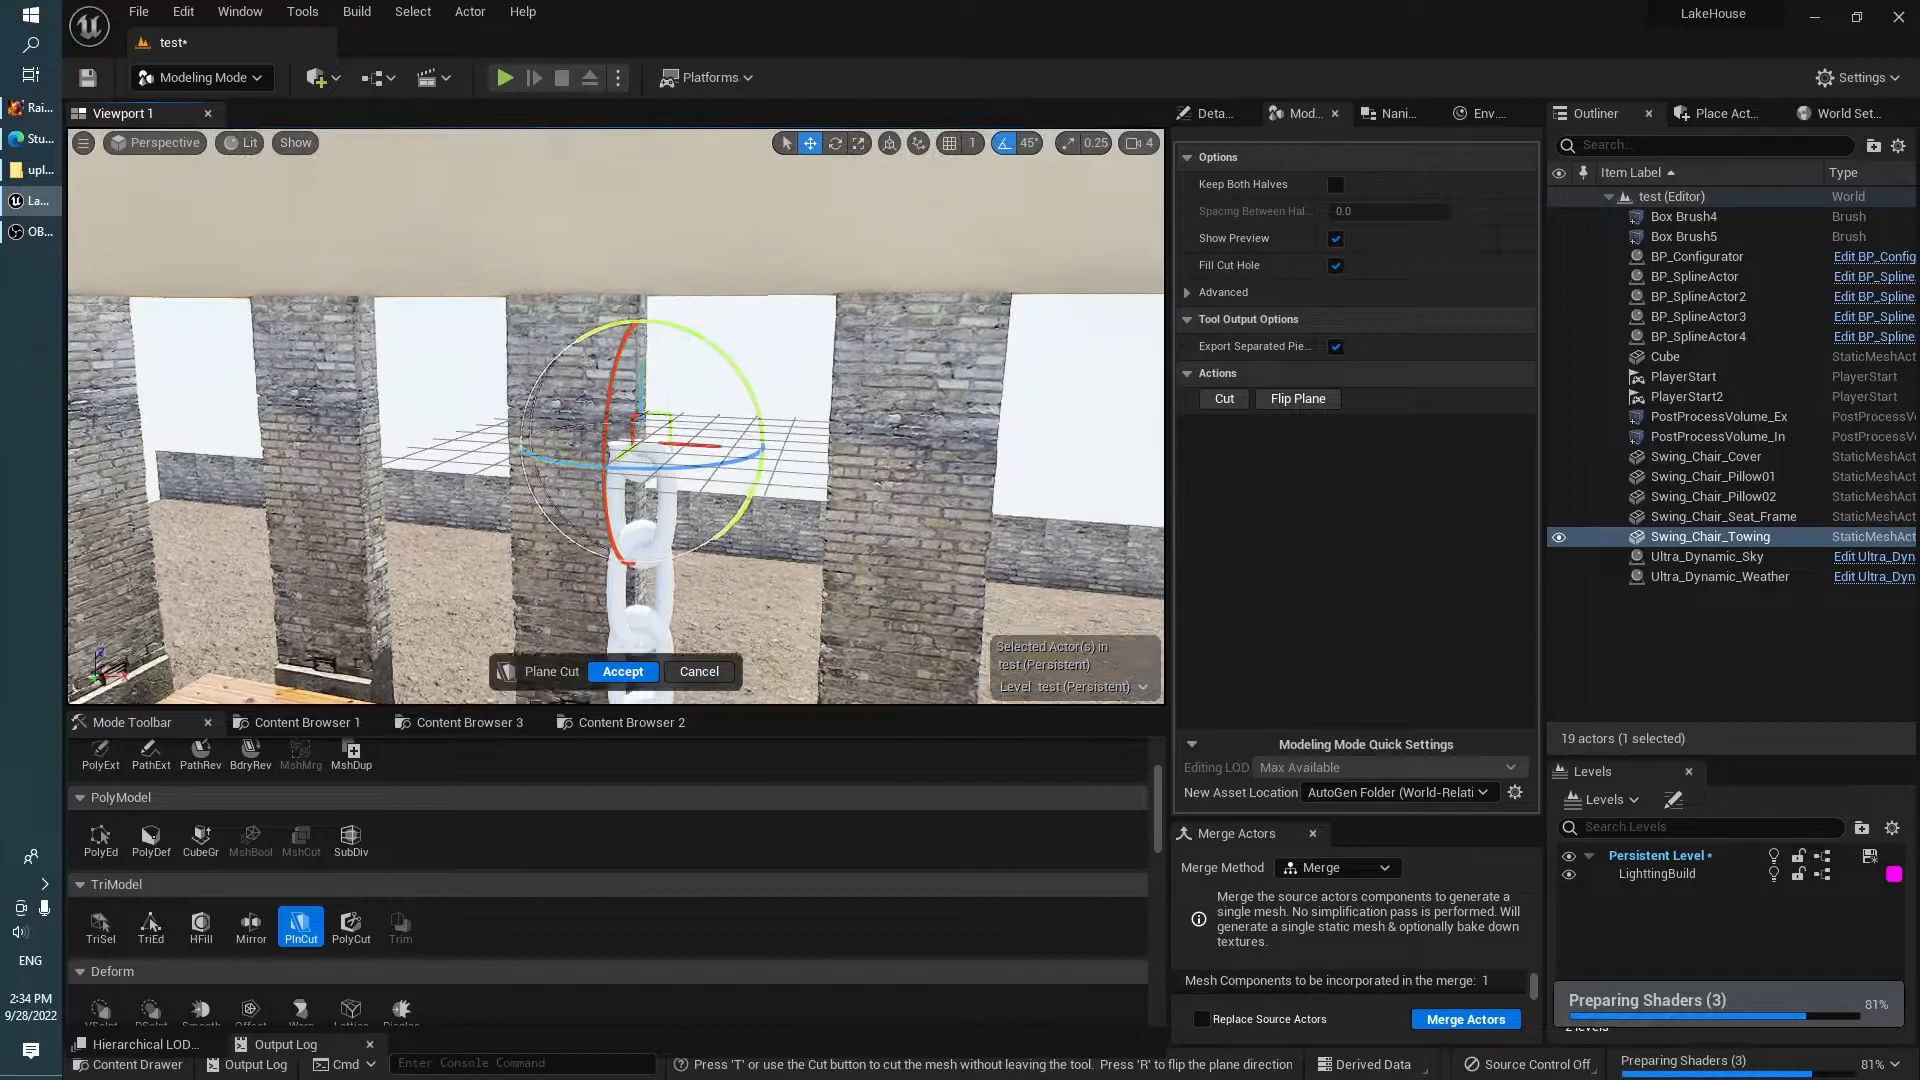 File Edit Window Tools Build Select Actor Help
LakeHouse
test*
Modeling Mode
Platforms
Settings
Rai...
Stu...
upl...
La...
OB...
Viewport 1
Perspective Lit Show
1 45° 0.25 4
Deta...
Mod...
Nani...
Env...
Options
Keep Both Halves
Spacing Between Hal...
0.0
Show Preview
Fill Cut Hole
Advanced
Tool Output Options
Export Separated Pie...
Actions
Cut Flip Plane
Outliner
Place Act...
World Set...
Search...
Item Label Type
test (Editor) World
Box Brush4 Brush
Box Brush5 Brush
BP_Configurator Edit BP_Config
BP_SplineActor Edit BP_Spline
BP_SplineActor2 Edit BP_Spline
BP_SplineActor3 Edit BP_Spline
BP_SplineActor4 Edit BP_Spline
Cube StaticMeshAct
PlayerStart PlayerStart
PlayerStart2 PlayerStart
PostProcessVolume_Ex PostProcessV
PostProcessVolume_In PostProcessV
Swing_Chair_Cover StaticMeshAct
Swing_Chair_Pillow01 StaticMeshAct
Swing_Chair_Pillow02 StaticMeshAct
Swing_Chair_Seat_Frame StaticMeshAct
Swing_Chair_Towing StaticMeshAct
Ultra_Dynamic_Sky Edit Ultra_Dyn
Ultra_Dynamic_Weather Edit Ultra_Dyn
19 actors (1 selected)
Selected Actor(s) in
test (Persistent)
Level test (Persistent)
Plane Cut Accept Cancel
Mode Toolbar
Content Browser 1
Content Browser 3
Content Browser 2
PolyExt PathExt PathRev BdryRev MshMrg MshDup
PolyModel
PolyEd PolyDef CubeGr MshBool MshCut SubDiv
TriModel
TriSel TriEd HFill Mirror PlnCut PolyCut Trim
Deform
Modeling Mode Quick Settings
Editing LOD Max Available
New Asset Location AutoGen Folder (World-Relati
Merge Actors
Merge Method Merge
Merge the source actors components to generate a
single mesh. No simplification pass is performed. Will
generate a single static mesh & optionally bake down
textures.
Mesh Components to be incorporated in the merge: 1
Replace Source Actors
Merge Actors
Levels
Levels
Search Levels
Persistent Level *
LighttingBuild
Preparing Shaders (3)
81%
2 levels
ENG
2:34 PM
9/28/2022
Hierarchical LOD...
Output Log
Content Drawer
Output Log
Cmd
Enter Console Command
Press 'T' or use the Cut button to cut the mesh without leaving the tool. Press 'R' to flip the plane direction
Derived Data
Source Control Off
Preparing Shaders (3)
81%